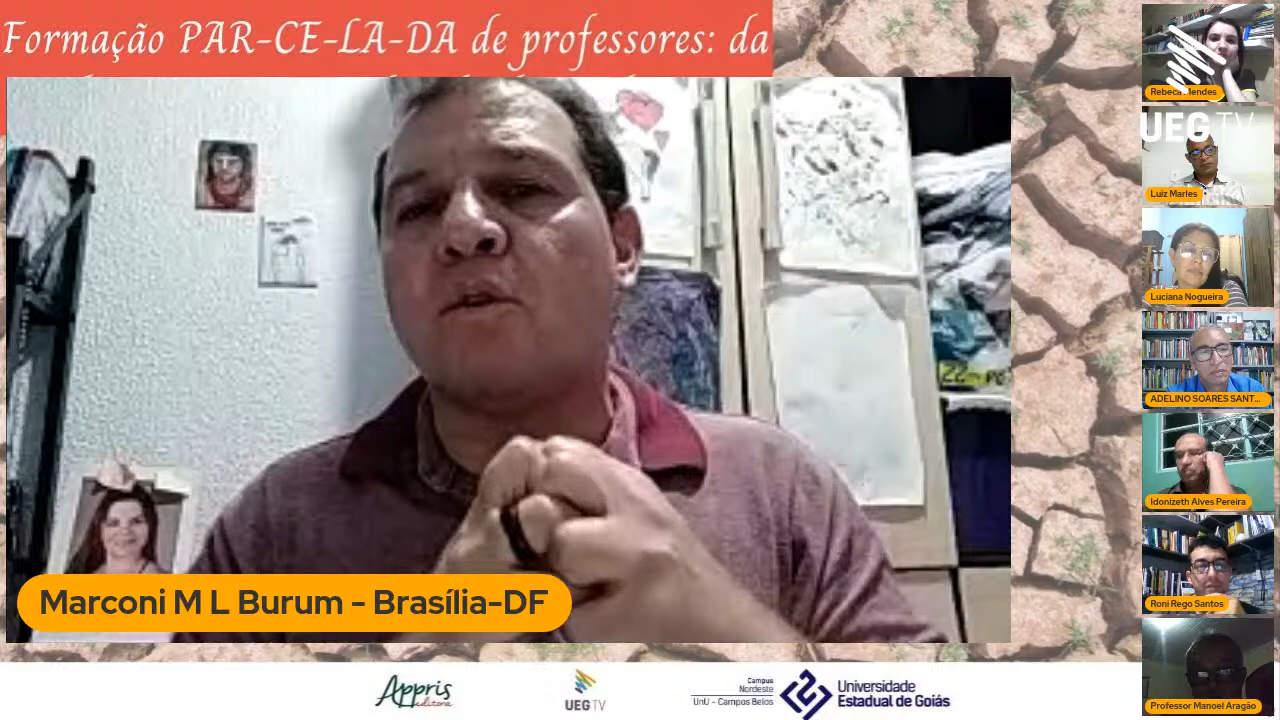 Formação PAR-CE-LA-DA de professores: da
Rebeca Mendes
UEG TV
Luiz Maries
Luciana Nogueira
ADELINO SOARES SANT...
Idonizeth Alves Pereira
Roni Rego Santos
Professor Manoel Aragão
22
Marconi M L Burum - Brasília-DF
Appris
editora
UEG TV
Campus
Nordeste
UnU - Campos Belos
Universidade
Estadual de Goiás